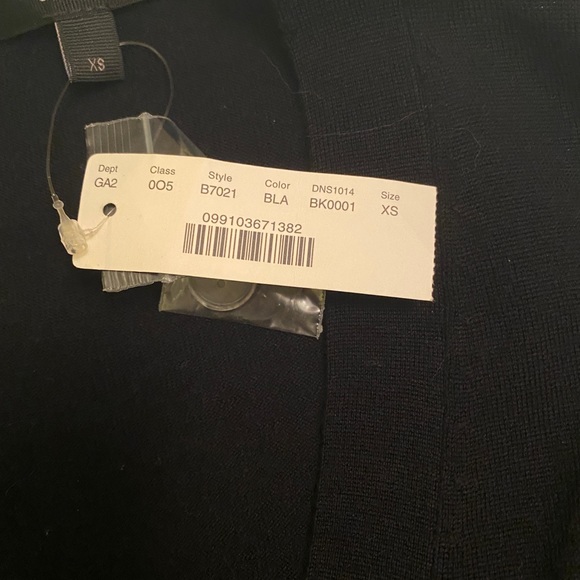 XS
Dept Class Style Color DNS1014 Size
GA2 0O5 B7021 BLA BK0001 XS
099103671382